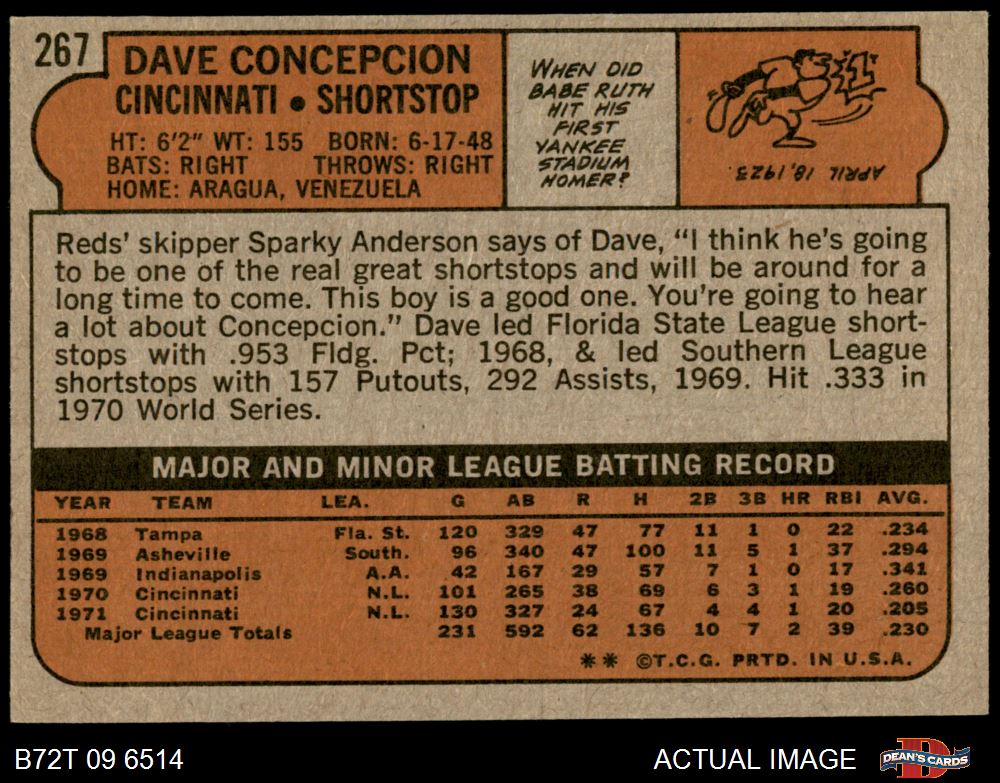 267
DAVE CONCEPCION
CINCINNATI • SHORTSTOP
HT: 6'2" WT: 155 BORN: 6-17-48
BATS: RIGHT THROWS: RIGHT
HOME: ARAGUA, VENEZUELA
WHEN DID
BABE RUTH
HIT HIS
FIRST
YANKEE
STADIUM
HOMER?
APRIL 18, 1923.
Reds' skipper Sparky Anderson says of Dave, "I think he's going
to be one of the real great shortstops and will be around for a
long time to come. This boy is a good one. You're going to hear
a lot about Concepcion." Dave led Florida State League short-
stops with .953 Fldg. Pct; 1968, & led Southern League
shortstops with 157 Putouts, 292 Assists, 1969. Hit .333 in
1970 World Series.
MAJOR AND MINOR LEAGUE BATTING RECORD
YEAR TEAM LEA. G AB R H 2B 3B HR RBI AVG.
1968 Tampa Fla. St. 120 329 47 77 11 1 0 22 .234
1969 Asheville South. 96 340 47 100 11 5 1 37 .294
1969 Indianapolis A.A. 42 167 29 57 7 1 0 17 .341
1970 Cincinnati N.L. 101 265 38 69 6 3 1 19 .260
1971 Cincinnati N.L. 130 327 24 67 4 4 1 20 .205
Major League Totals 231 592 62 136 10 7 2 39 .230
** ©T.C.G. PRTD. IN U.S.A.
B72T 09 6514
ACTUAL IMAGE
D
DEAN'S CARDS